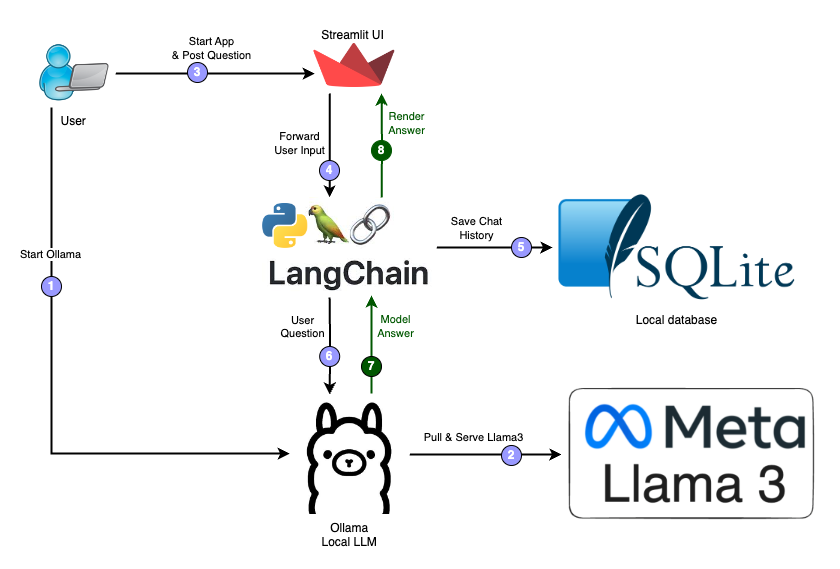 Streamlit UI
Start App
& Post Question
3
User
Render
Answer
Forward
User Input
8
4
LangChain
Save Chat
History
5
SQLite
Local database
Start Ollama
1
User
Question
Model
Answer
6
7
Pull & Serve Llama3
2
Meta
Llama 3
Ollama
Local LLM